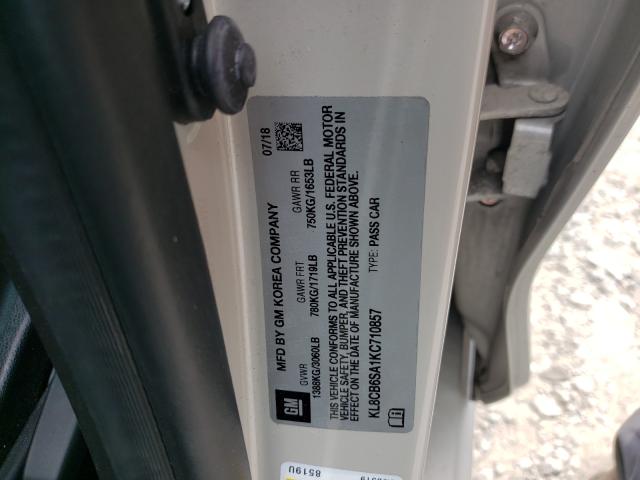 MFD BY GM KOREA COMPANY
07/18
GVWR
GAWR FRT
GAWR RR
1388KG/3060LB
780KG/1719LB
750KG/1653LB
THIS VEHICLE CONFORMS TO ALL APPLICABLE U.S. FEDERAL MOTOR
VEHICLE SAFETY, BUMPER, AND THEFT PREVENTION STANDARDS IN
EFFECT ON THE DATE OF MANUFACTURE SHOWN ABOVE.
KL8CB6SA1KC710857
TYPE: PASS CAR
GM
8519U